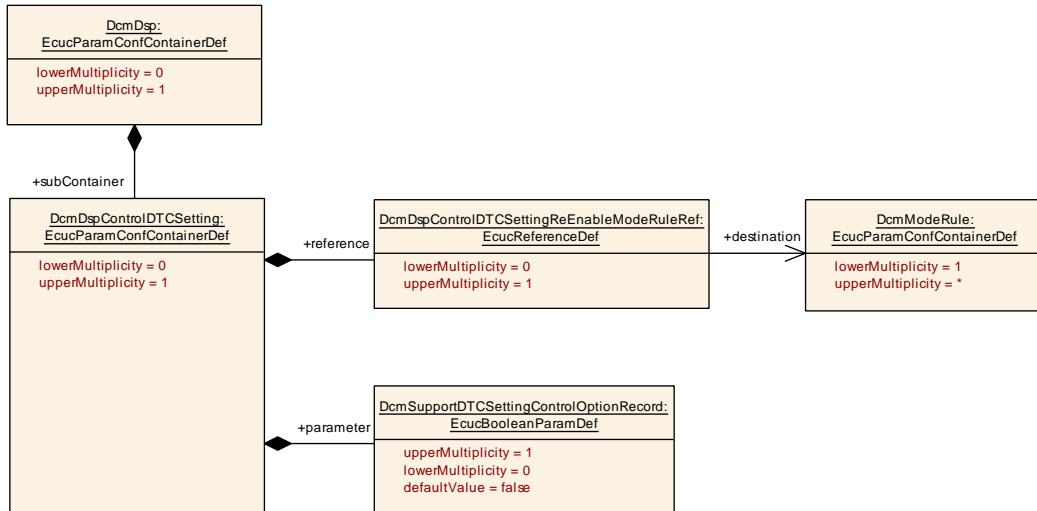 DcmDsp:
EcucParamConfContainerDef
lowerMultiplicity = 0
upperMultiplicity = 1
+subContainer
DcmDspControlDTCSetting:
EcucParamConfContainerDef
lowerMultiplicity = 0
upperMultiplicity = 1
+reference
DcmDspControlDTCSettingReEnableModeRuleRef:
EcucReferenceDef
lowerMultiplicity = 0
upperMultiplicity = 1
+destination
DcmModeRule:
EcucParamConfContainerDef
lowerMultiplicity = 1
upperMultiplicity = *
+parameter
DcmSupportDTCSettingControlOptionRecord:
EcucBooleanParamDef
upperMultiplicity = 1
lowerMultiplicity = 0
defaultValue = false